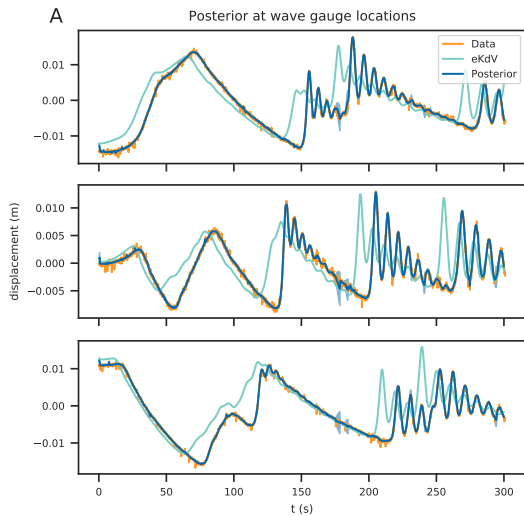 A
Posterior at wave gauge locations
Data
eKdV
Posterior
0.01
0.00
−0.01
0.010
0.005
0.000
−0.005
displacement (m)
0.01
0.00
−0.01
0 50 100 150 200 250 300
t (s)